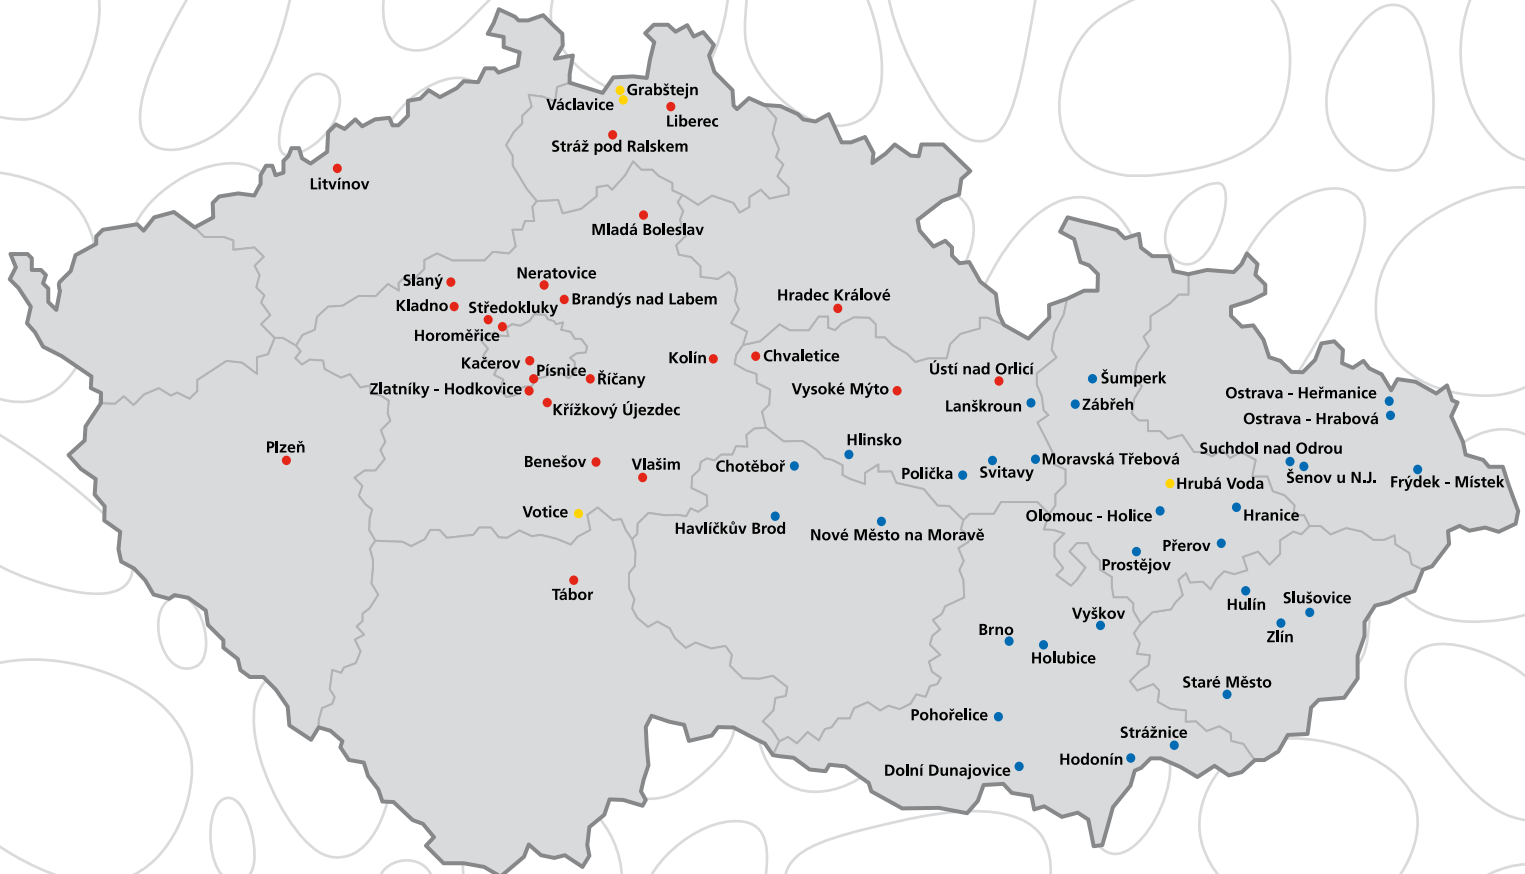 Grabštejn
Václavice
Liberec
Stráž pod Ralskem
Litvínov
Mladá Boleslav
Slaný
Neratovice
Kladno
Středokluky
Brandýs nad Labem
Hradec Králové
Horoměřice
Kačerov
Písnice
Říčany
Kolín
Chvaletice
Zlatníky - Hodkovice
Křížkový Újezdec
Vysoké Mýto
Ústí nad Orlicí
Lanškroun
Šumperk
Zábřeh
Ostrava - Heřmanice
Ostrava - Hrabová
Plzeň
Benešov
Vlašim
Chotěboř
Hlinsko
Polička
Svitavy
Moravská Třebová
Suchdol nad Odrou
Šenov u N.J.
Frýdek - Místek
Hrubá Voda
Votice
Havlíčkův Brod
Nové Město na Moravě
Olomouc - Holice
Hranice
Přerov
Prostějov
Tábor
Hulín
Slušovice
Zlín
Vyškov
Brno
Holubice
Staré Město
Pohořelice
Strážnice
Hodonín
Dolní Dunajovice